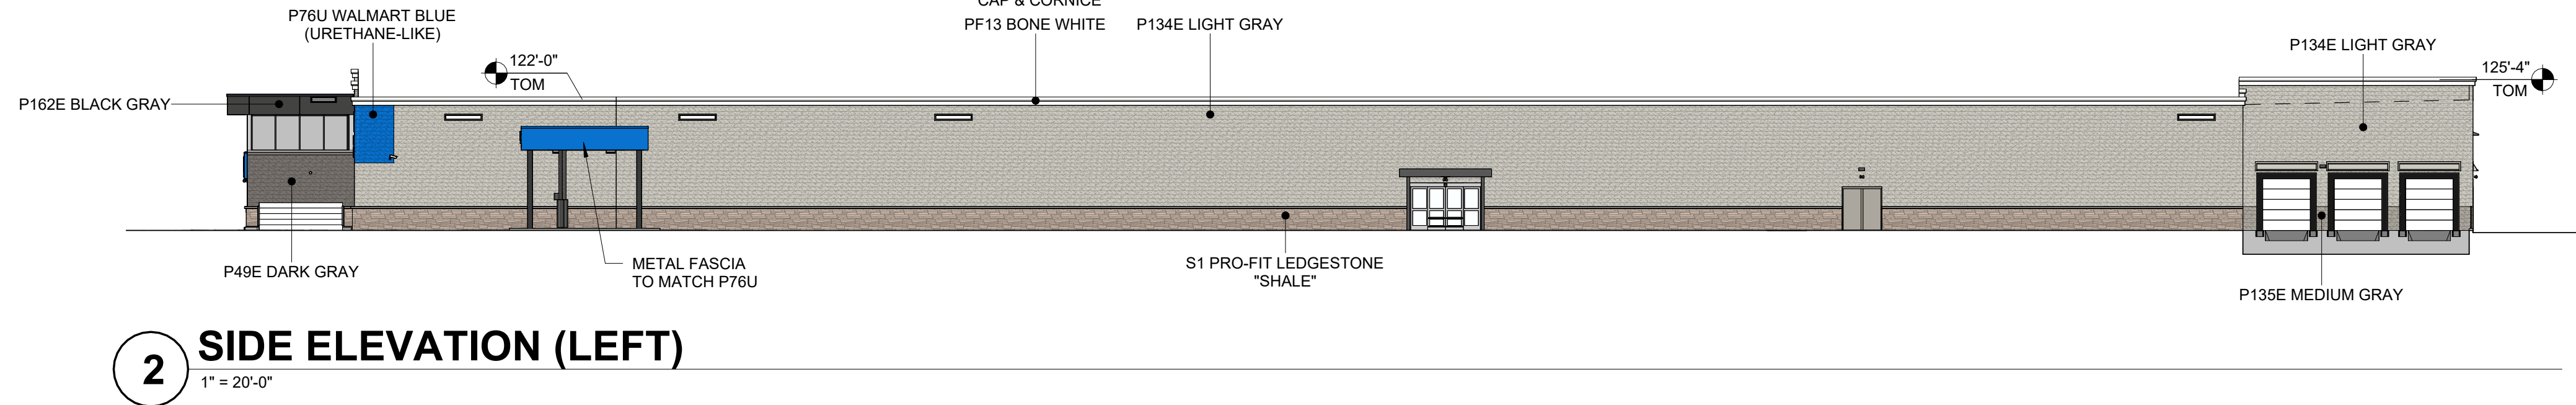 CAP & CORNICE
P76U WALMART BLUE
(URETHANE-LIKE)
PF13 BONE WHITE
P134E LIGHT GRAY
P134E LIGHT GRAY
122'-0"
TOM
125'-4"
TOM
P162E BLACK GRAY
P49E DARK GRAY
METAL FASCIA
TO MATCH P76U
S1 PRO-FIT LEDGESTONE
"SHALE"
P135E MEDIUM GRAY
2
SIDE ELEVATION (LEFT)
1" = 20'-0"